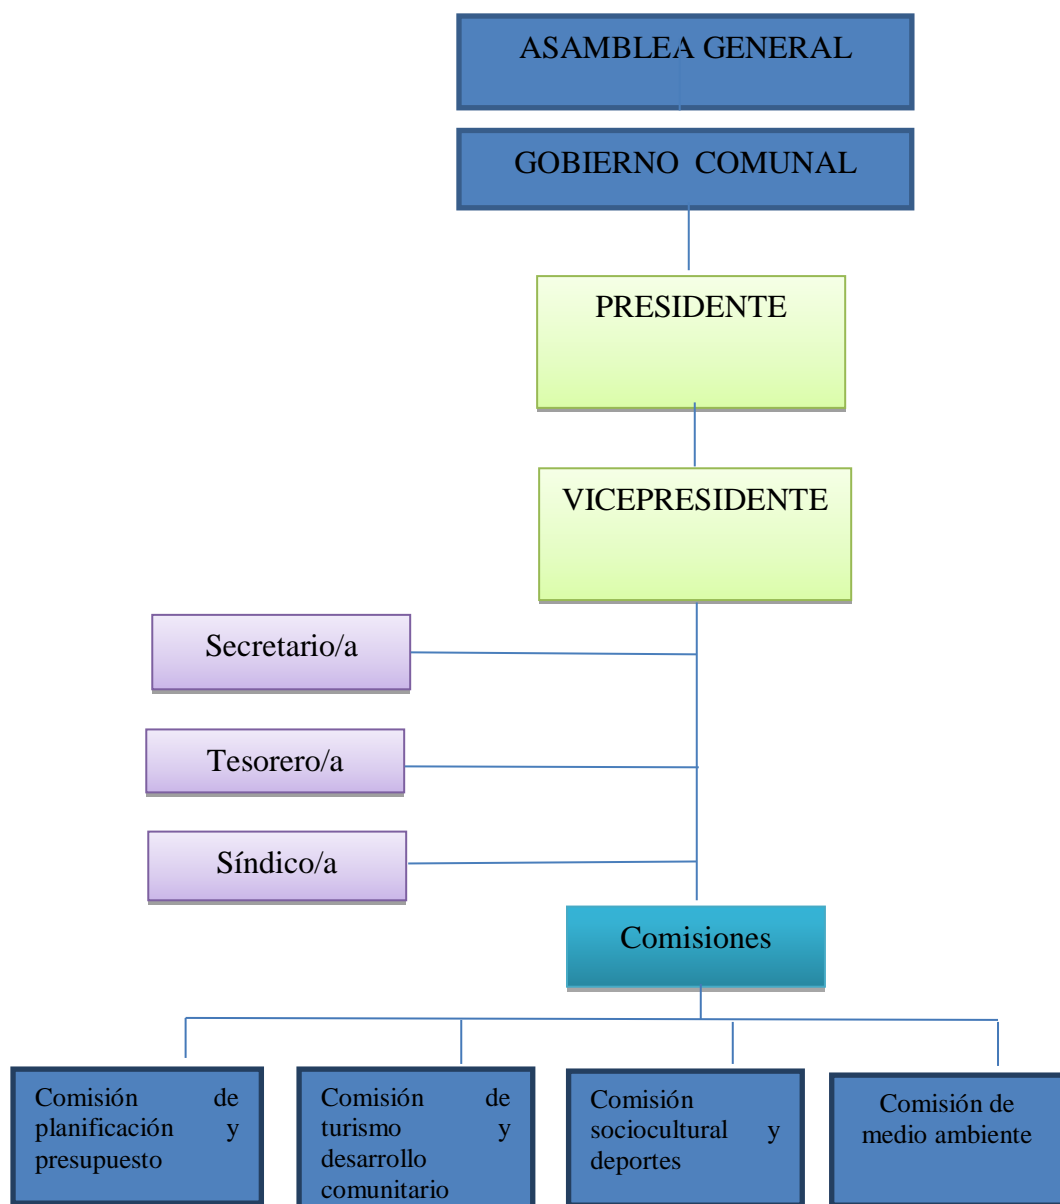 ASAMBLEA GENERAL
GOBIERNO COMUNAL
PRESIDENTE
VICEPRESIDENTE
Secretario/a
Tesorero/a
Síndico/a
Comisiones
Comisión de
planificación y
presupuesto
Comisión de
turismo y
desarrollo
comunitario
Comisión
sociocultural y
deportes
Comisión de
medio ambiente